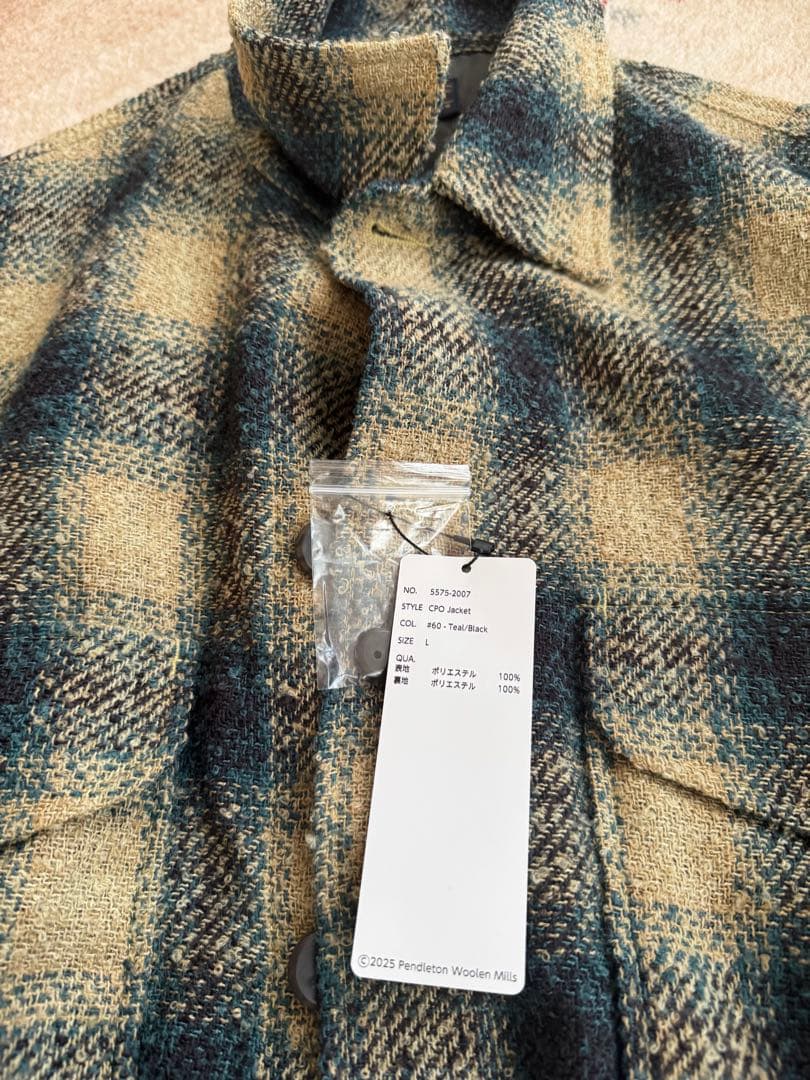 NO. 5575-2007
STYLE CPO Jacket
COL. #60 - Teal/Black
SIZE L
QUA.
表地 ポリエステル 100%
裏地 ポリエステル 100%
©2025 Pendleton Woolen Mills